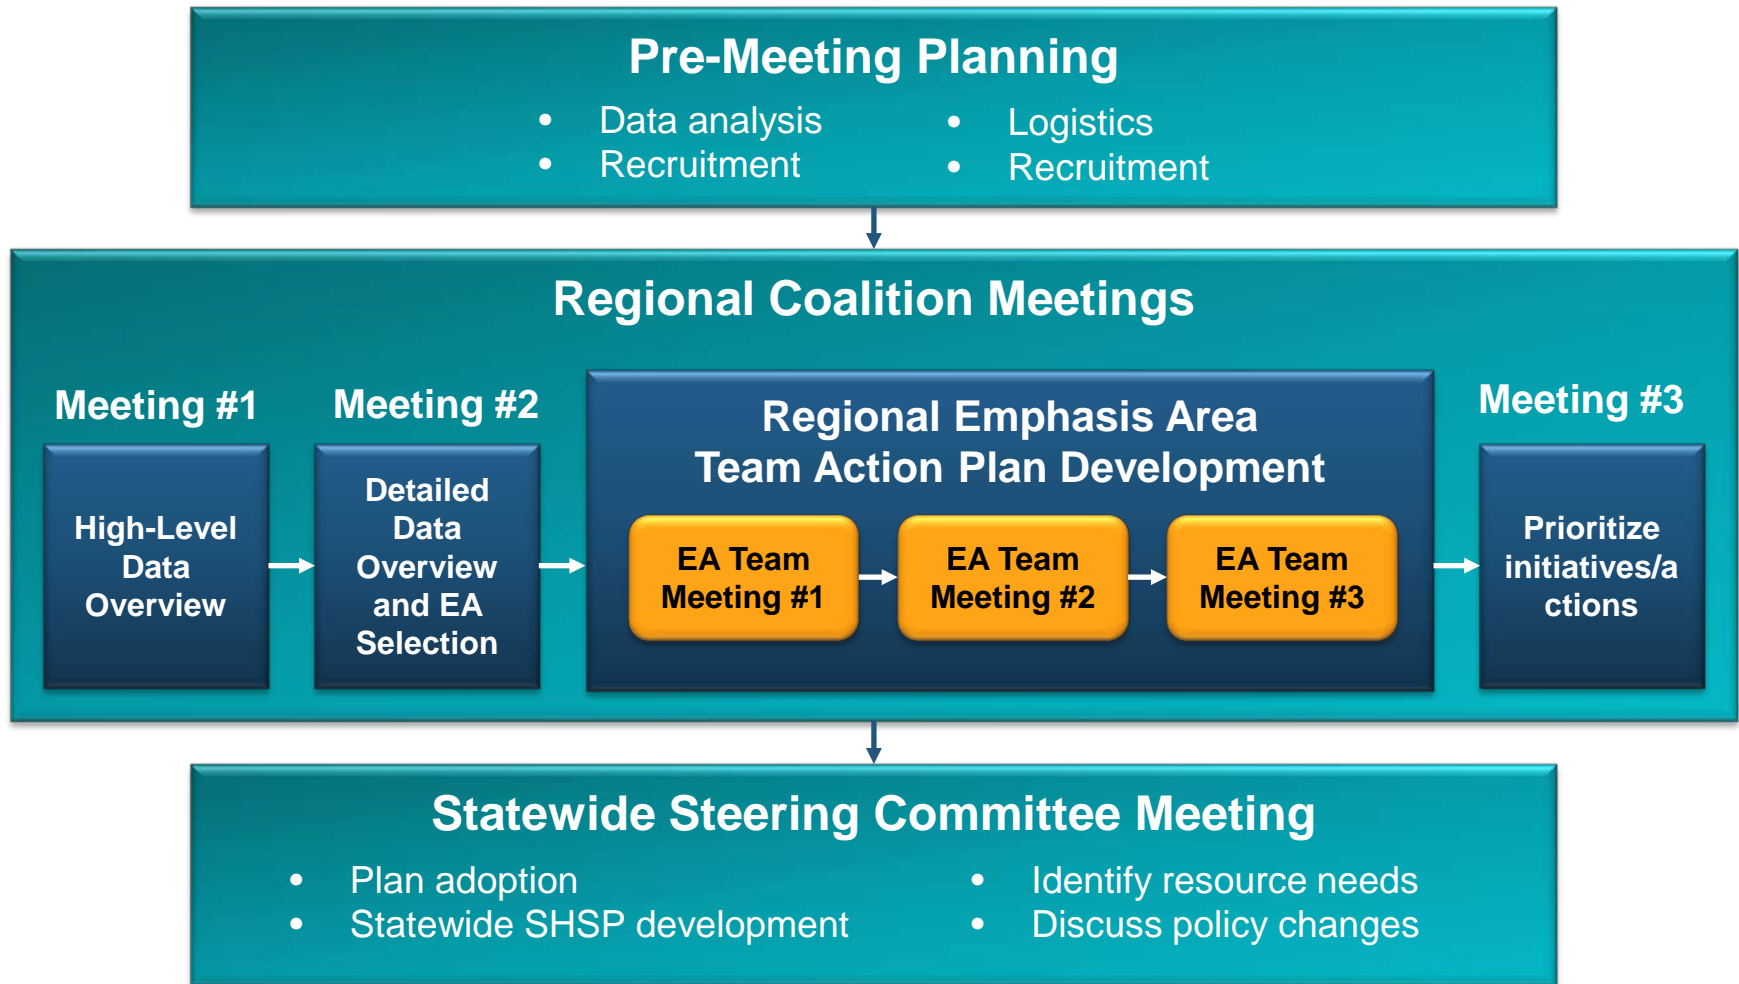 Pre-Meeting Planning
• Data analysis
• Recruitment
• Logistics
• Recruitment
Regional Coalition Meetings
Meeting #1
High-Level
Data
Overview
Meeting #2
Detailed
Data
Overview
and EA
Selection
Regional Emphasis Area
Team Action Plan Development
EA Team
Meeting #1
EA Team
Meeting #2
EA Team
Meeting #3
Meeting #3
Prioritize
initiatives/a
ctions
Statewide Steering Committee Meeting
• Plan adoption
• Statewide SHSP development
• Identify resource needs
• Discuss policy changes